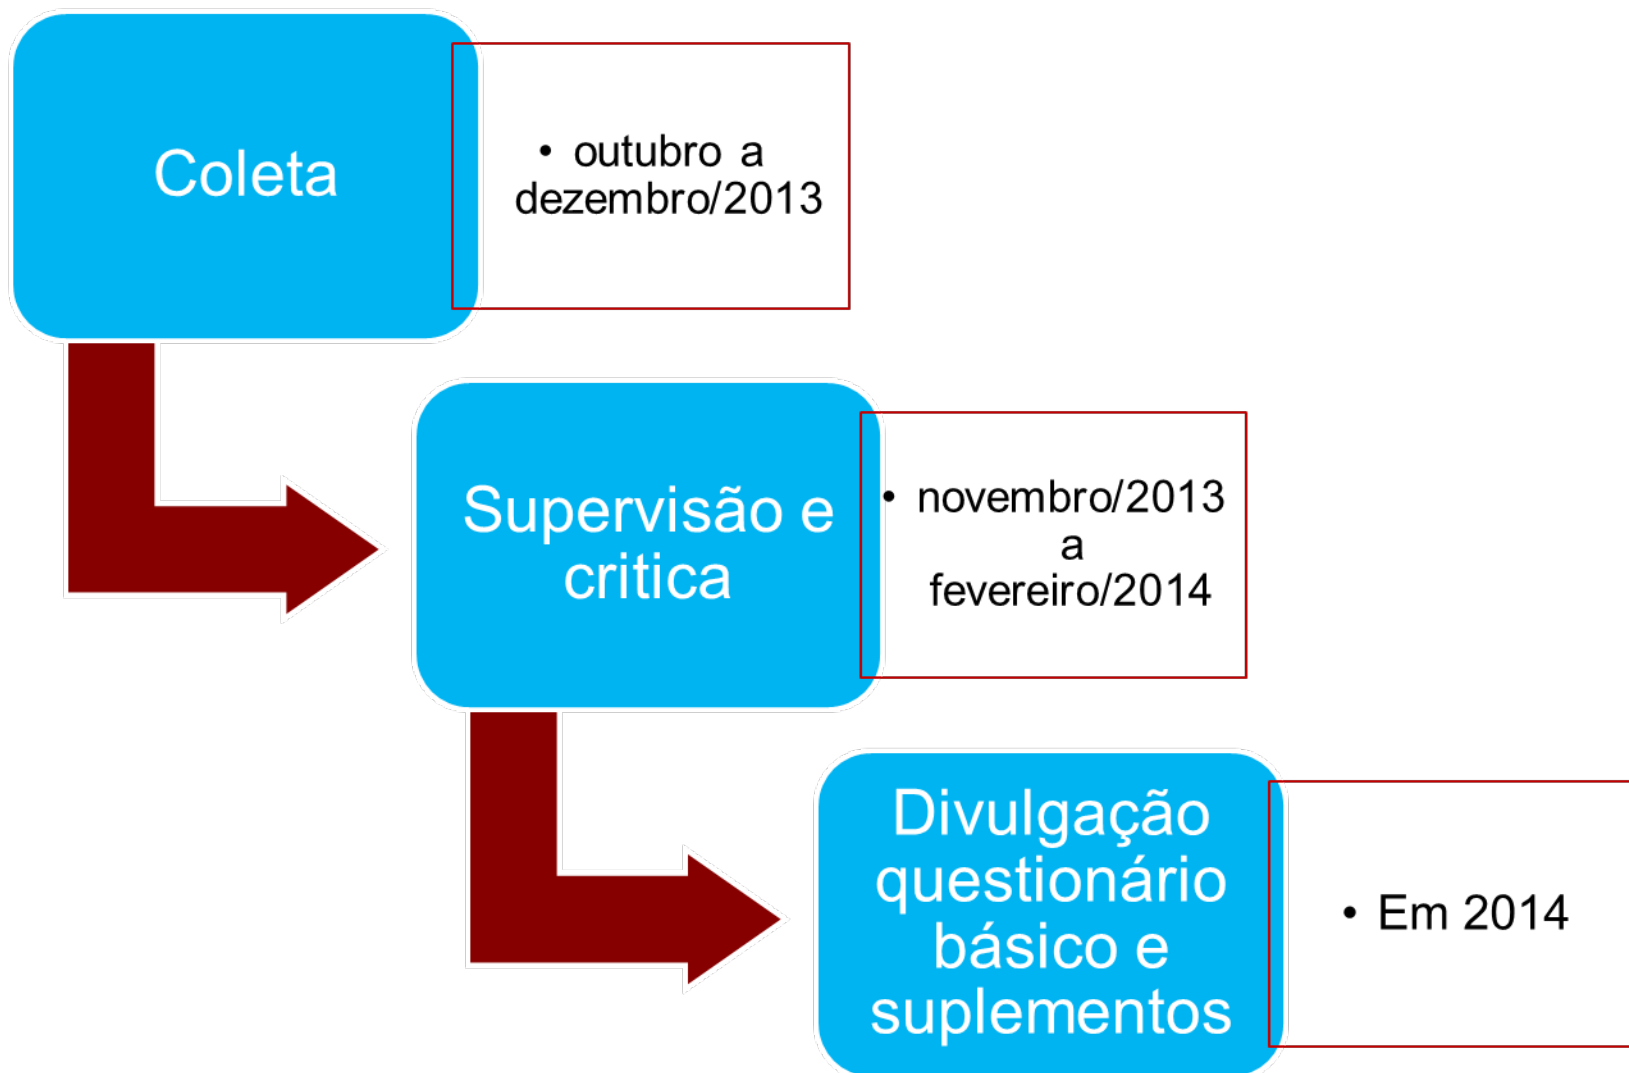 Coleta
• outubro a
dezembro/2013
Supervisão e
critica
• novembro/2013
a
fevereiro/2014
Divulgação
questionário
básico e
suplementos
• Em 2014